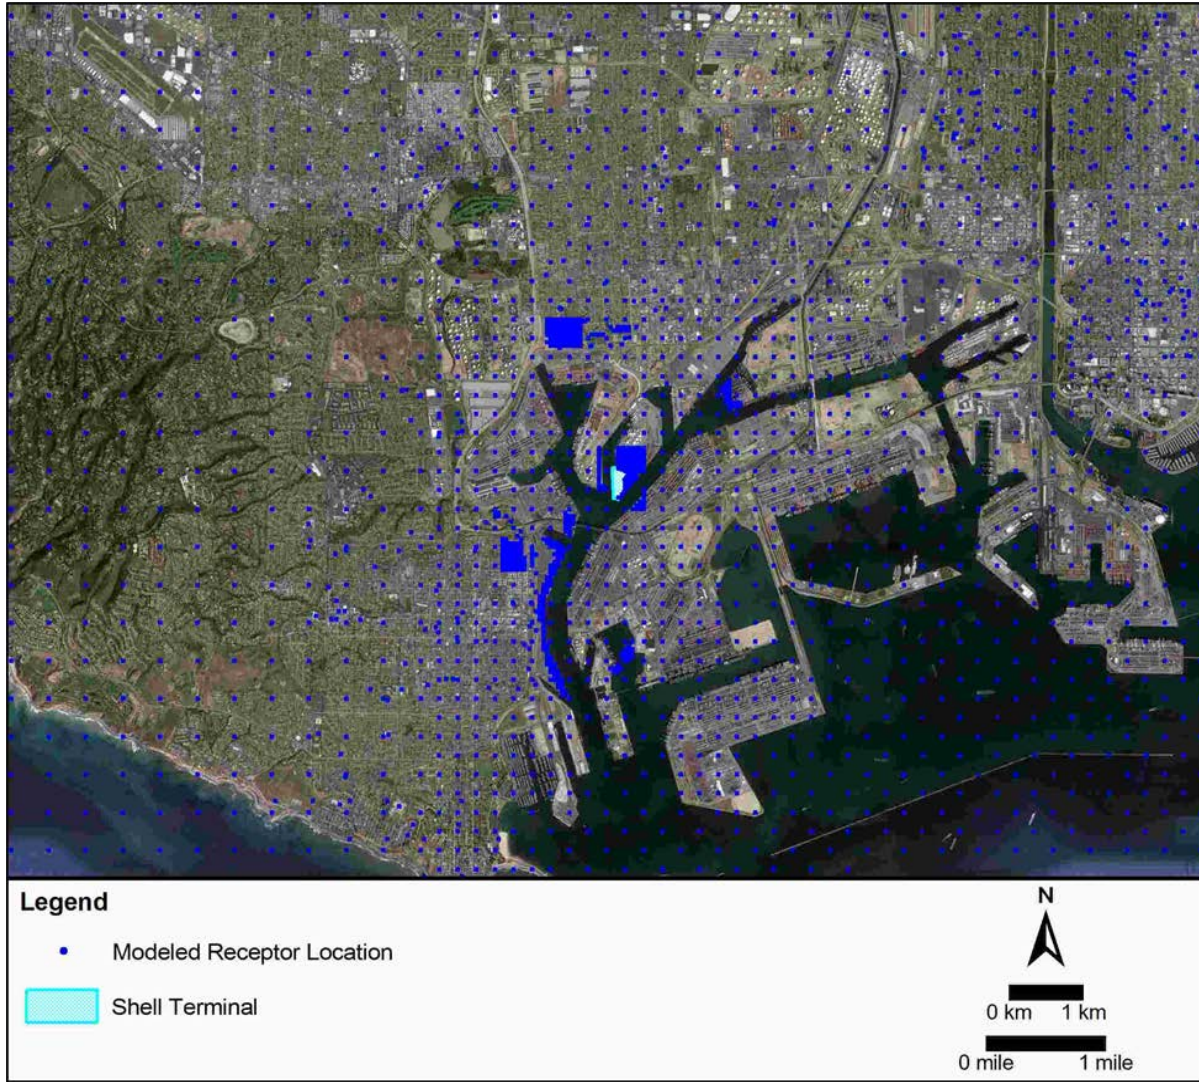 Legend
Modeled Receptor Location
Shell Terminal
N
0 km 1 km
0 mile 1 mile